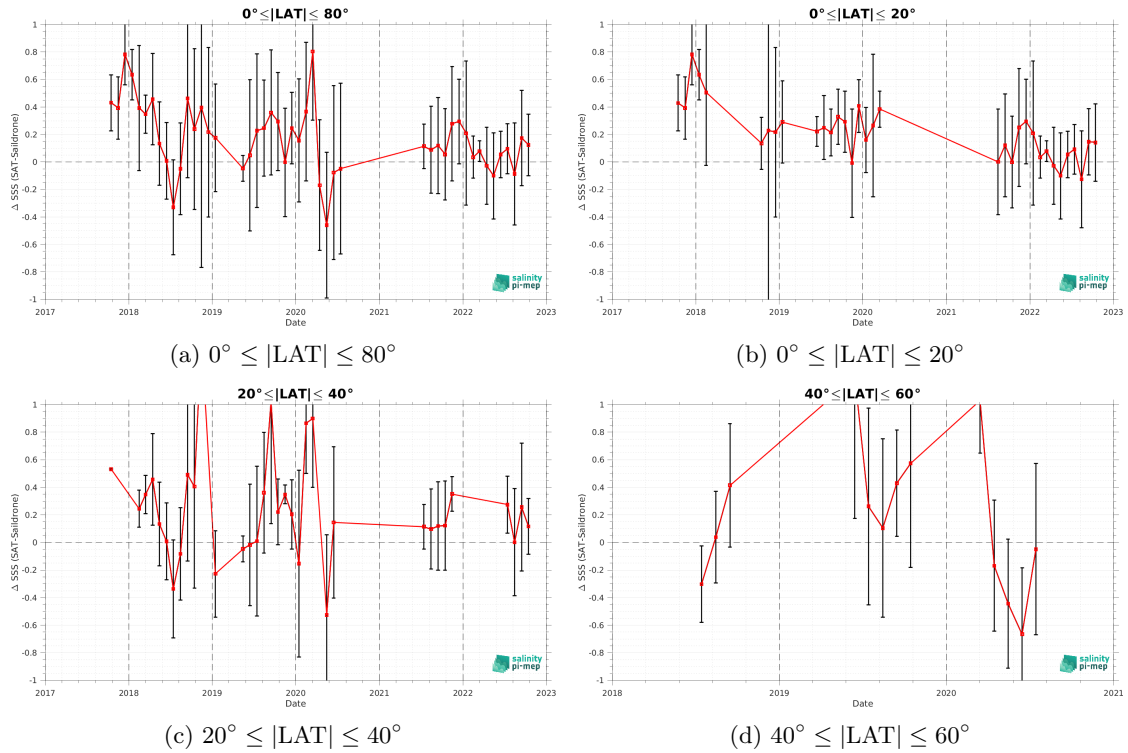 0°≤|LAT|≤ 80°
1
0.8
0.6
0.4
0.2
0
-0.2
-0.4
-0.6
-0.8
-1
Δ SSS (SAT-Saildrone)
2017 2018 2019 2020 2021 2022 2023
Date
salinity
pi-mep
(a) 0° ≤ |LAT| ≤ 80°
0°≤|LAT|≤ 20°
1
0.8
0.6
0.4
0.2
0
-0.2
-0.4
-0.6
-0.8
-1
Δ SSS (SAT-Saildrone)
2017 2018 2019 2020 2021 2022 2023
Date
salinity
pi-mep
(b) 0° ≤ |LAT| ≤ 20°
20°≤|LAT|≤ 40°
1
0.8
0.6
0.4
0.2
0
-0.2
-0.4
-0.6
-0.8
-1
Δ SSS (SAT-Saildrone)
2017 2018 2019 2020 2021 2022 2023
Date
salinity
pi-mep
(c) 20° ≤ |LAT| ≤ 40°
40°≤|LAT|≤ 60°
1
0.8
0.6
0.4
0.2
0
-0.2
-0.4
-0.6
-0.8
-1
Δ SSS (SAT-Saildrone)
2018 2019 2020 2021
Date
salinity
pi-mep
(d) 40° ≤ |LAT| ≤ 60°